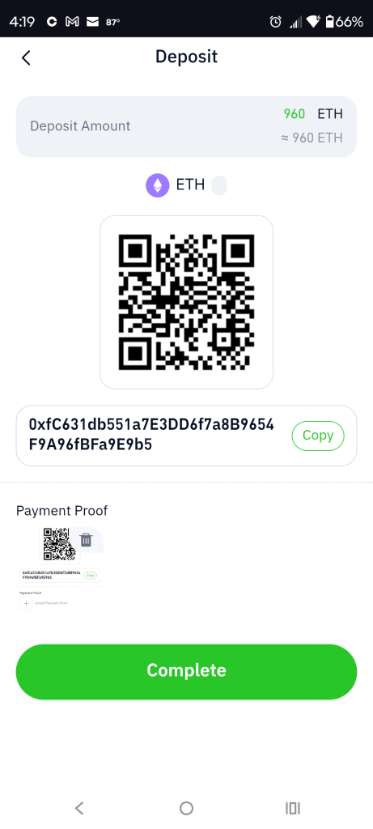 4:19 87° 66%
Deposit
Deposit Amount 960 ETH
≈ 960 ETH
ETH
0xfC631db551a7E3DD6f7a8B9654
F9A96fBFa9E9b5
Copy
Payment Proof
Complete